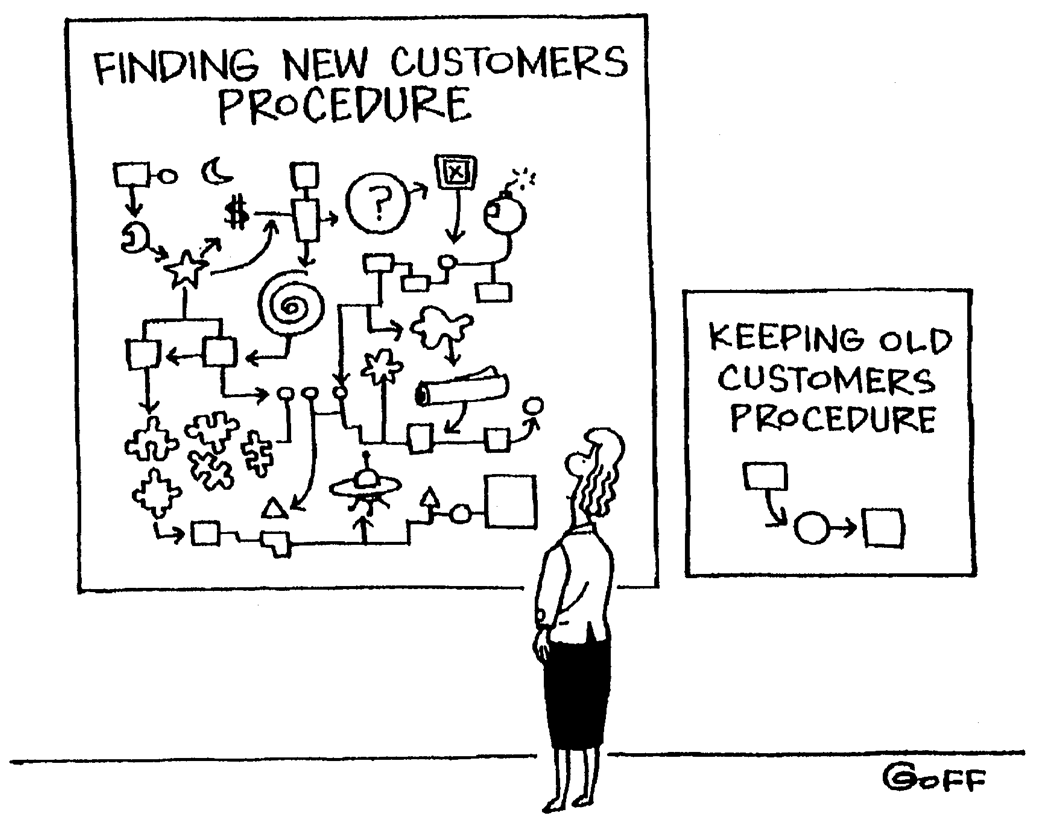 FINDING NEW CUSTOMERS
PROCEDURE
$
?
X
KEEPING OLD
CUSTOMERS
PROCEDURE
GOFF